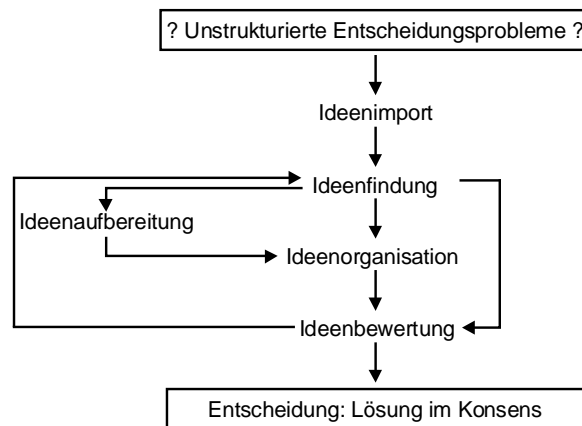 ? Unstrukturierte Entscheidungsprobleme ?
Ideenimport
Ideenfindung
Ideenaufbereitung
Ideenorganisation
Ideenbewertung
Entscheidung: Lösung im Konsens